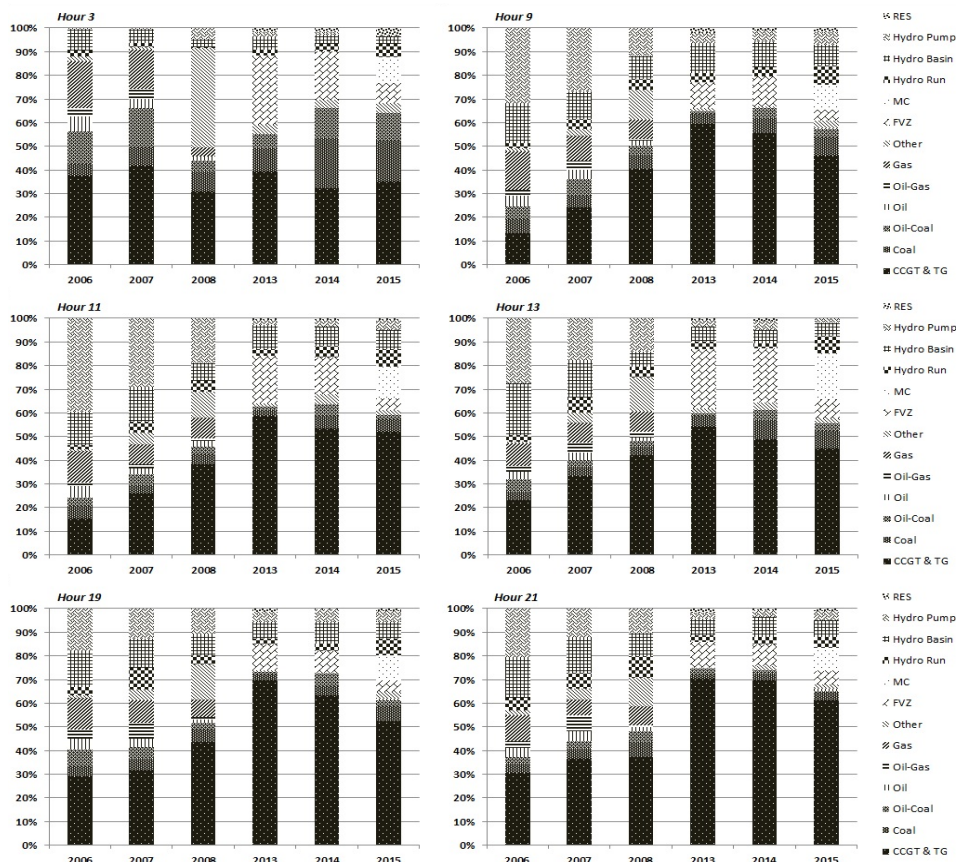 Hour 3
100%
90%
80%
70%
60%
50%
40%
30%
20%
10%
0%
2006 2007 2008 2013 2014 2015
Hour 9
100%
90%
80%
70%
60%
50%
40%
30%
20%
10%
0%
2006 2007 2008 2013 2014 2015
RES
Hydro Pump
Hydro Basin
Hydro Run
MC
FVZ
Other
Gas
Oil-Gas
Oil
Oil-Coal
Coal
CCGT & TG
Hour 11
100%
90%
80%
70%
60%
50%
40%
30%
20%
10%
0%
2006 2007 2008 2013 2014 2015
Hour 13
100%
90%
80%
70%
60%
50%
40%
30%
20%
10%
0%
2006 2007 2008 2013 2014 2015
RES
Hydro Pump
Hydro Basin
Hydro Run
MC
FVZ
Other
Gas
Oil-Gas
Oil
Oil-Coal
Coal
CCGT & TG
Hour 19
100%
90%
80%
70%
60%
50%
40%
30%
20%
10%
0%
2006 2007 2008 2013 2014 2015
Hour 21
100%
90%
80%
70%
60%
50%
40%
30%
20%
10%
0%
2006 2007 2008 2013 2014 2015
RES
Hydro Pump
Hydro Basin
Hydro Run
MC
FVZ
Other
Gas
Oil-Gas
Oil
Oil-Coal
Coal
CCGT & TG